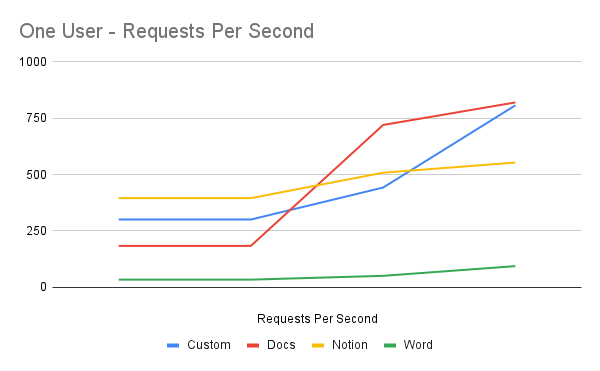 One User - Requests Per Second
1000
750
500
250
0
Requests Per Second
Custom Docs Notion Word